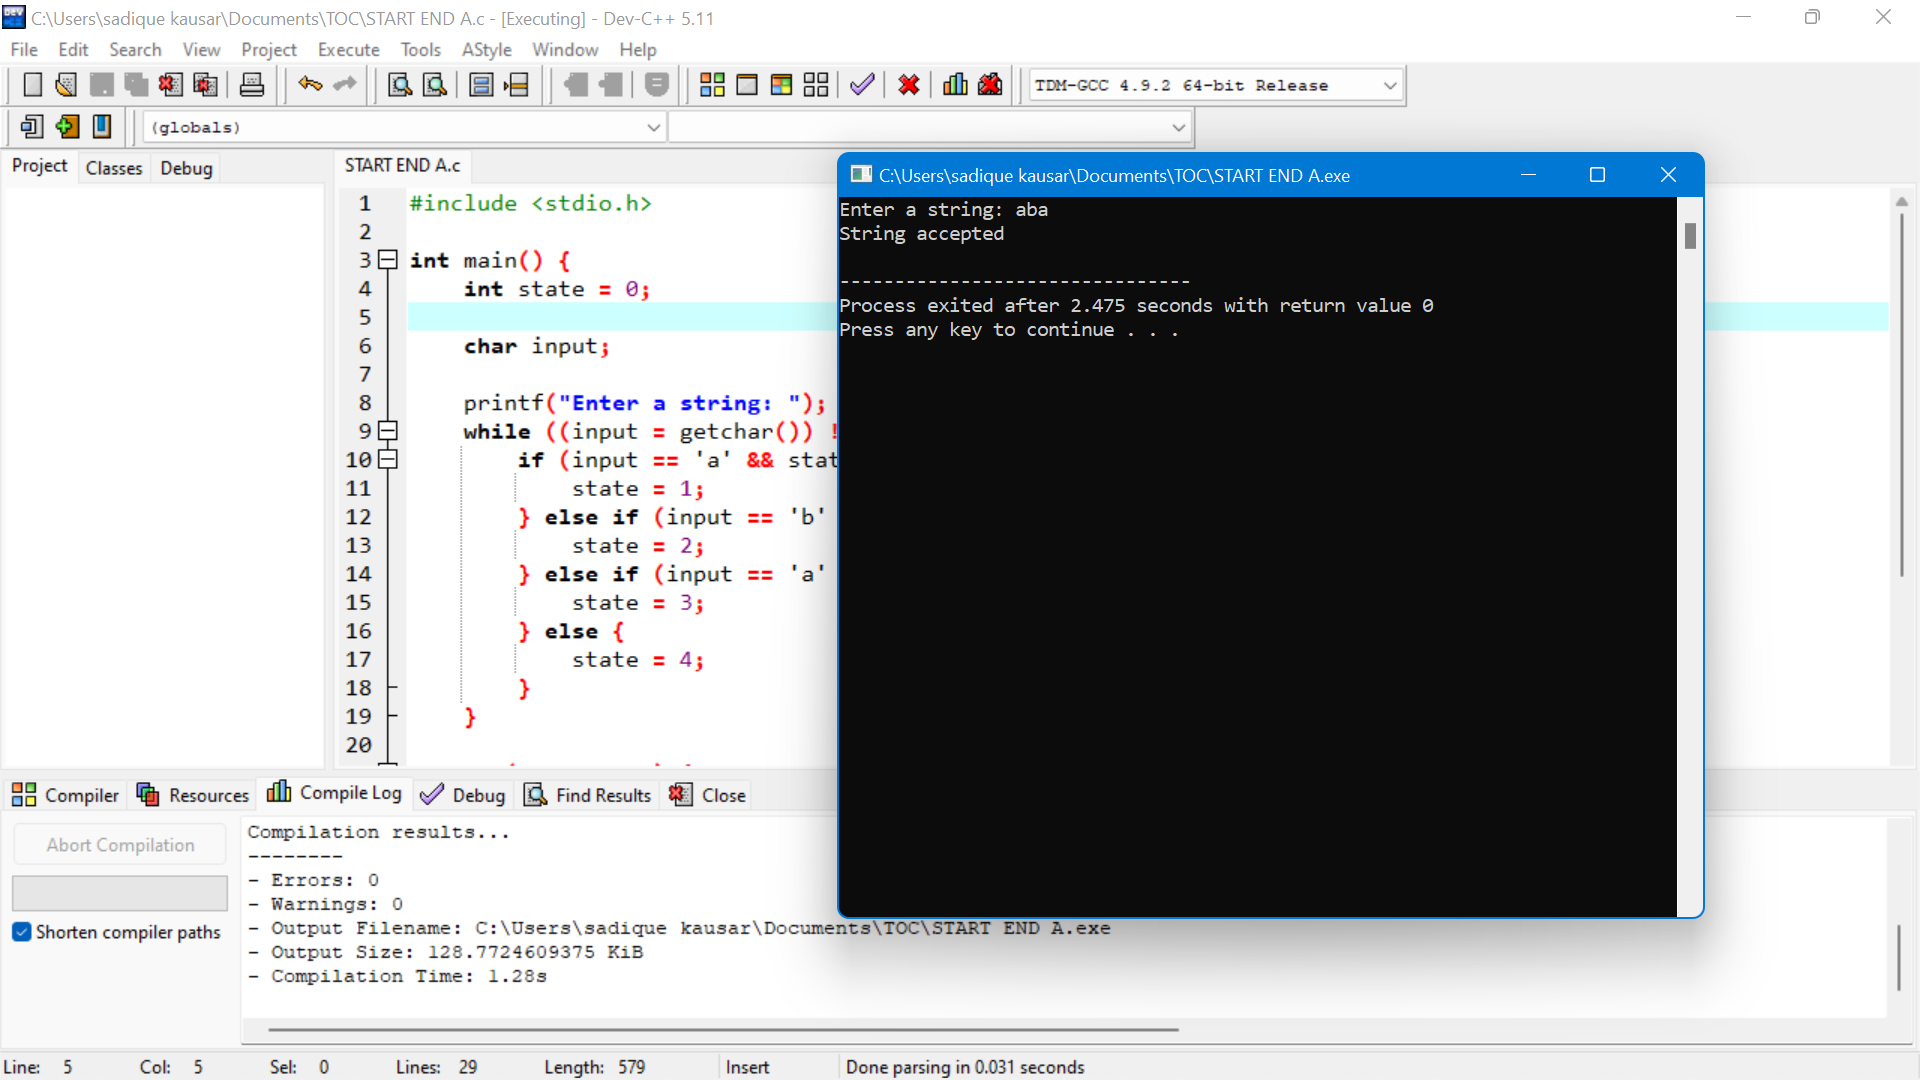 C:\Users\sadique kausar\Documents\TOC\START END A.c - [Executing] - Dev-C++ 5.11
File Edit Search View Project Execute Tools AStyle Window Help
TDM-GCC 4.9.2 64-bit Release
(globals)
Project Classes Debug
START END A.c
1 #include <stdio.h>
2
3 int main() {
4 int state = 0;
5
6 char input;
7
8 printf("Enter a string: ");
9 while ((input = getchar()) !
10 if (input == 'a' && stat
11 state = 1;
12 } else if (input == 'b'
13 state = 2;
14 } else if (input == 'a'
15 state = 3;
16 } else {
17 state = 4;
18 }
19 }
20
C:\Users\sadique kausar\Documents\TOC\START END A.exe
Enter a string: aba
String accepted
--------------------------------
Process exited after 2.475 seconds with return value 0
Press any key to continue . . .
Compiler Resources Compile Log Debug Find Results Close
Abort Compilation
Shorten compiler paths
Compilation results...
--------
- Errors: 0
- Warnings: 0
- Output Filename: C:\Users\sadique kausar\Documents\TOC\START END A.exe
- Output Size: 128.7724609375 KiB
- Compilation Time: 1.28s
Line: 5 Col: 5 Sel: 0 Lines: 29 Length: 579 Insert Done parsing in 0.031 seconds